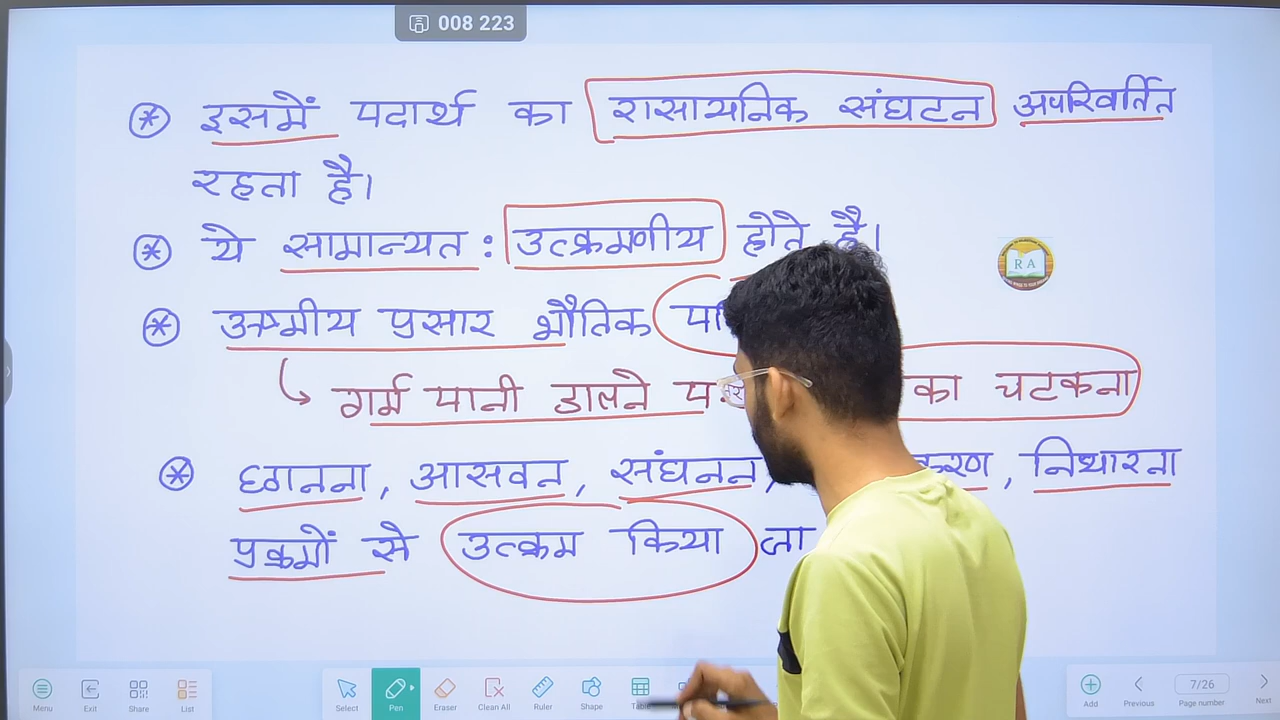 008 223
* इसमें पदार्थ का रासायनिक संघटन अपरिवर्तित
रहता है।
* ये सामान्यत : उत्क्रमणीय होते है।
R A
* ऊष्मीय प्रसार भौतिक
गर्म पानी डालने का चटकना
* छानना, आसवन, संघनन, निथारना
प्रक्रमों से उत्क्रम किया जा
Menu Exit Share List Select Pen Eraser Clean All Ruler Shape Table Add Previous 7/26 Page number Next